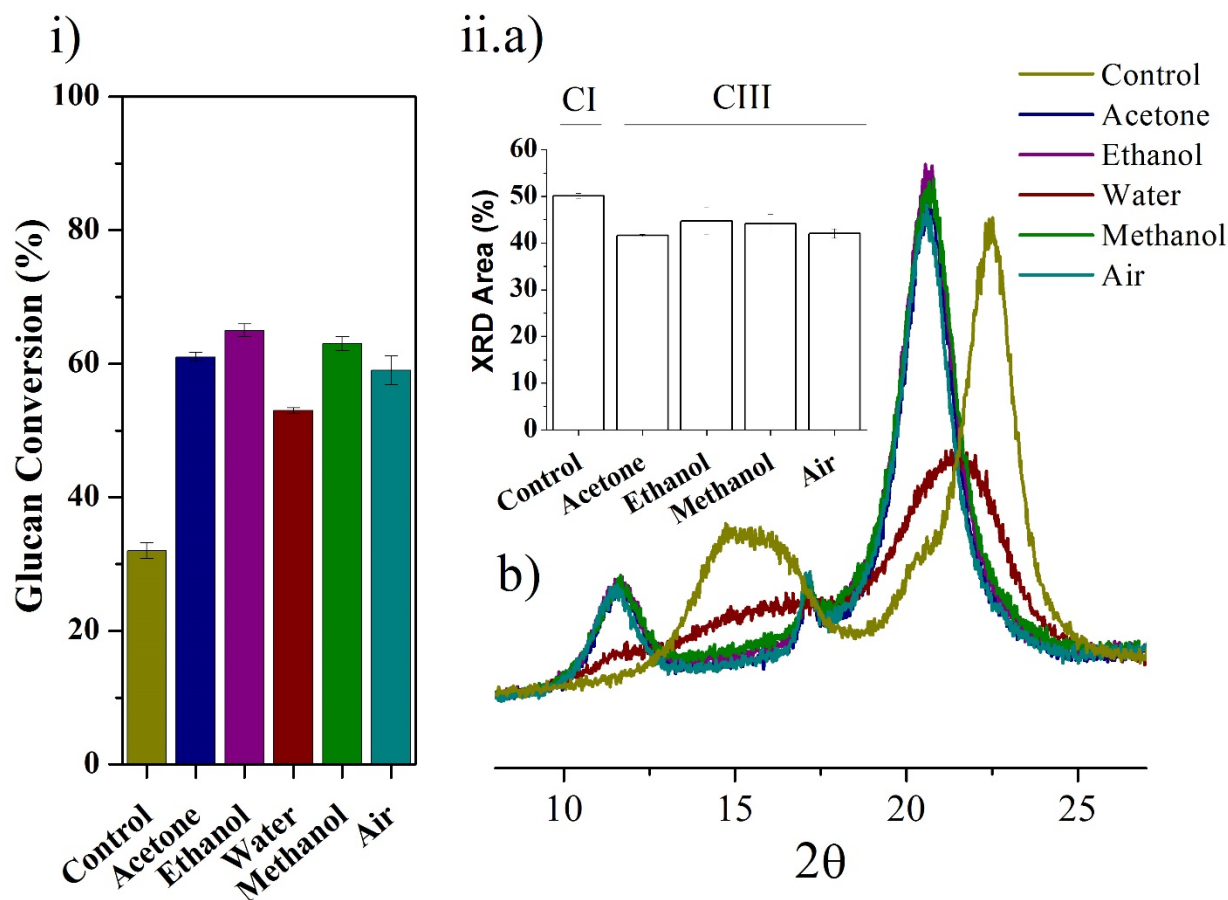 i)
Glucan Conversion (%)
100
80
60
40
20
0
Control
Acetone
Ethanol
Water
Methanol
Air
ii.a)
CI
CIII
XRD Area (%)
60
50
40
30
20
10
0
Control
Acetone
Ethanol
Methanol
Air
Control
Acetone
Ethanol
Water
Methanol
Air
b)
10
15
20
25
2θ